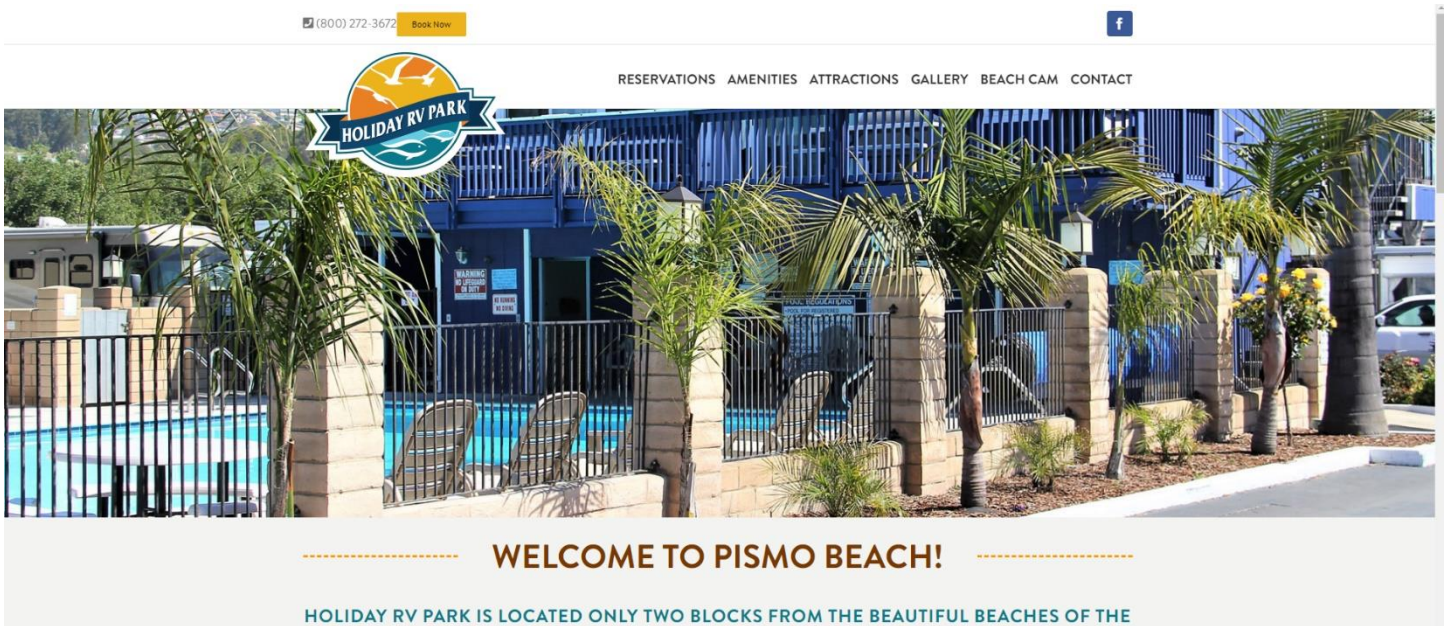 (800) 272-3672 Book Now
f
RESERVATIONS AMENITIES ATTRACTIONS GALLERY BEACH CAM CONTACT
HOLIDAY RV PARK
WARNING
NO LIFEGUARD
ON DUTY
NO RUNNING
NO DIVING
POOL REGULATIONS
POOL FOR REGISTERED
WELCOME TO PISMO BEACH!
HOLIDAY RV PARK IS LOCATED ONLY TWO BLOCKS FROM THE BEAUTIFUL BEACHES OF THE